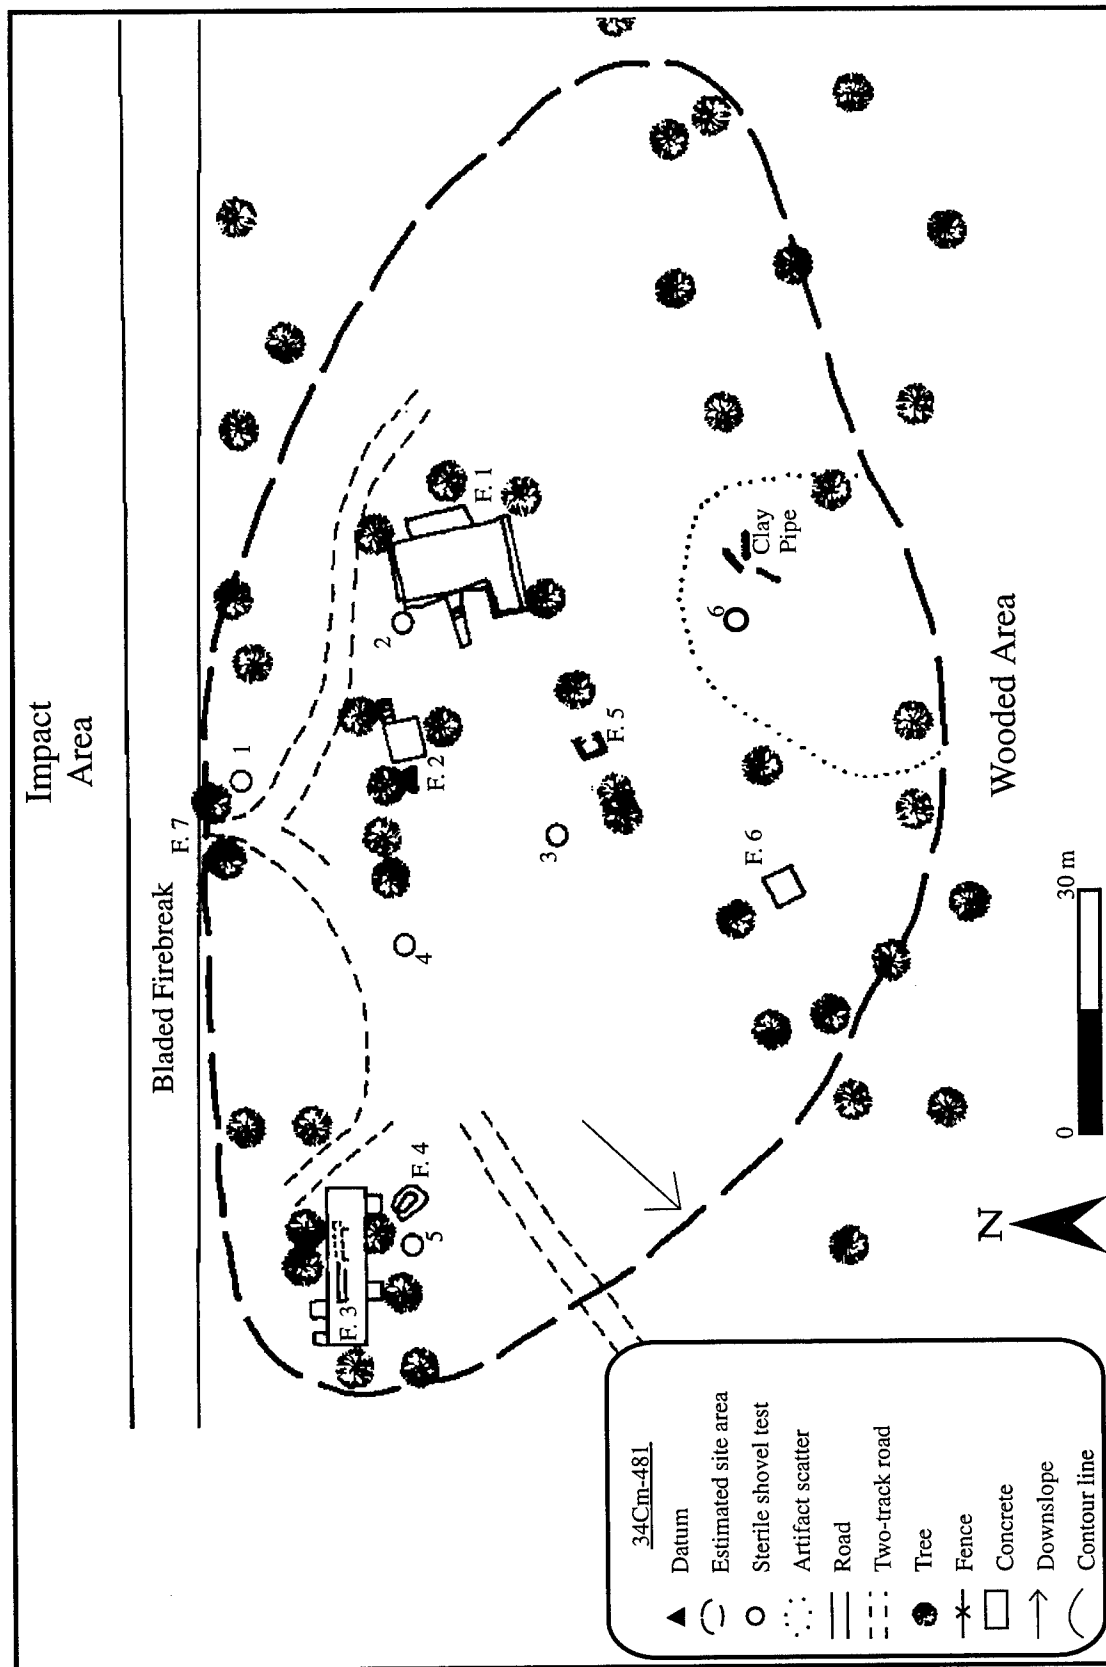 Impact
Area
Bladed Firebreak
F. 7
1
2
F. 1
F. 2
3
4
F. 5
F. 3
F. 4
5
6
Clay
Pipe
F. 6
Wooded Area
0
30 m
N
34Cm-481
Datum
Estimated site area
Sterile shovel test
Artifact scatter
Road
Two-track road
Tree
Fence
Concrete
Downslope
Contour line